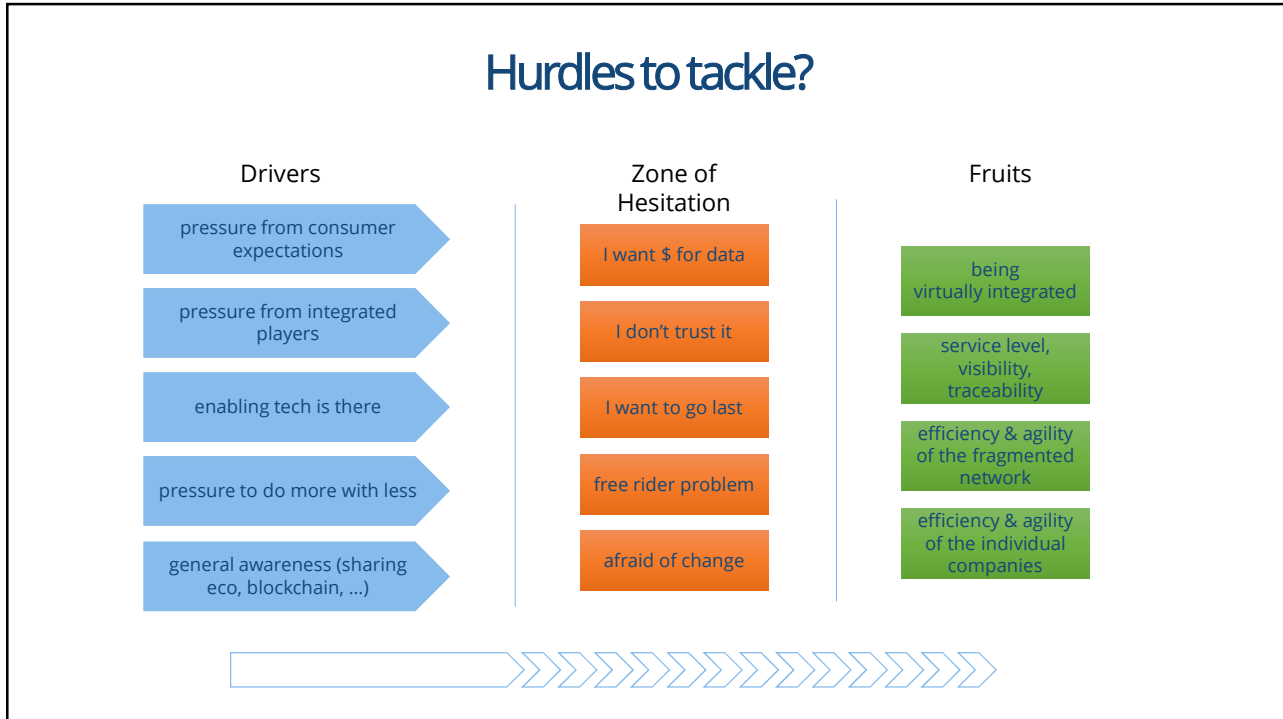 Hurdles to tackle?
Drivers
pressure from consumer
expectations
pressure from integrated
players
enabling tech is there
pressure to do more with less
general awareness (sharing
eco, blockchain, …)
Zone of
Hesitation
I want $ for data
I don’t trust it
I want to go last
free rider problem
afraid of change
Fruits
being
virtually integrated
service level,
visibility,
traceability
efficiency & agility
of the fragmented
network
efficiency & agility
of the individual
companies